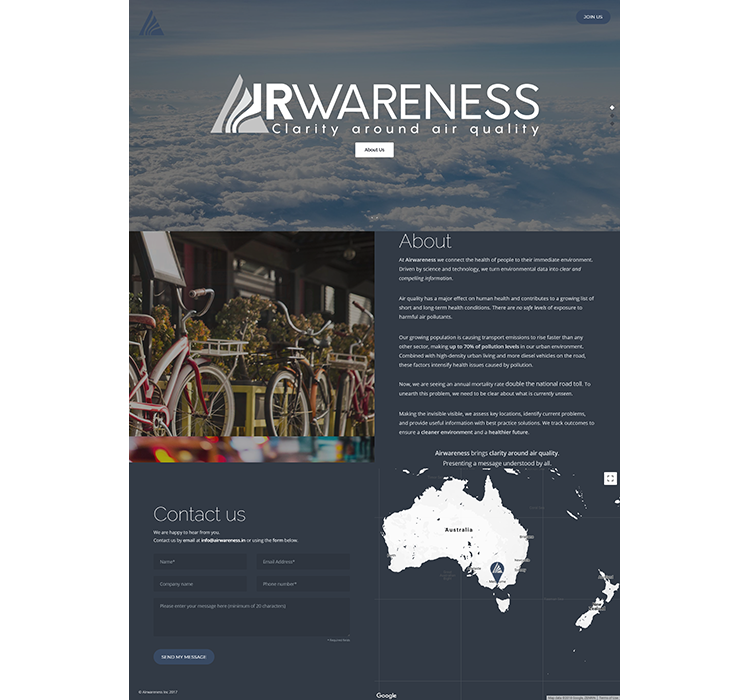 JOIN US
AIRWARENESS
Clarity around air quality
About Us
About
At Airwareness we connect the health of people to their immediate environment.
Driven by science and technology, we turn environmental data into clear and
compelling information.
Air quality has a major effect on human health and contributes to a growing list of
short and long-term health conditions. There are no safe levels of exposure to
harmful air pollutants.
Our growing population is causing transport emissions to rise faster than any
other sector, making up to 70% of pollution levels in our urban environment.
Combined with high-density urban living and more diesel vehicles on the road,
these factors intensify health issues caused by pollution.
Now, we are seeing an annual mortality rate double the national road toll. To
unearth this problem, we need to be clear about what is currently unseen.
Making the invisible visible, we assess key locations, identify current problems,
and provide useful information with best practice solutions. We track outcomes to
ensure a cleaner environment and a healthier future.
Airwareness brings clarity around air quality.
Presenting a message understood by all.
Contact us
We are happy to hear from you.
Contact us by email at info@airwareness.in or using the form below.
Name*
Email Address*
Company name
Phone number*
Please enter your message here (minimum of 20 characters)
*Required fields
SEND MY MESSAGE
© Airwareness Inc 2017
Australia
Google